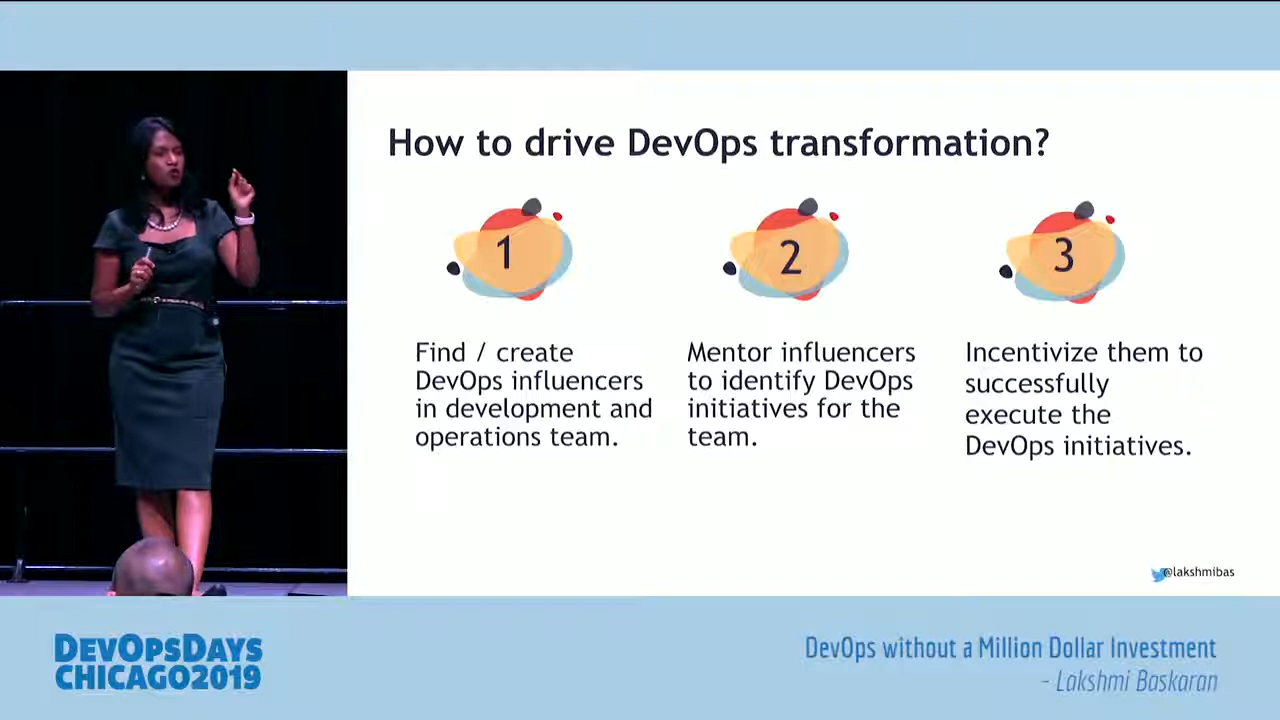 How to drive DevOps transformation?
1
2
3
Find / create
DevOps influencers
in development and
operations team.
Mentor influencers
to identify DevOps
initiatives for the
team.
Incentivize them to
successfully
execute the
DevOps initiatives.
@lakshmibas
DEVOPSDAYS
CHICAGO2019
DevOps without a Million Dollar Investment
- Lakshmi Baskaran